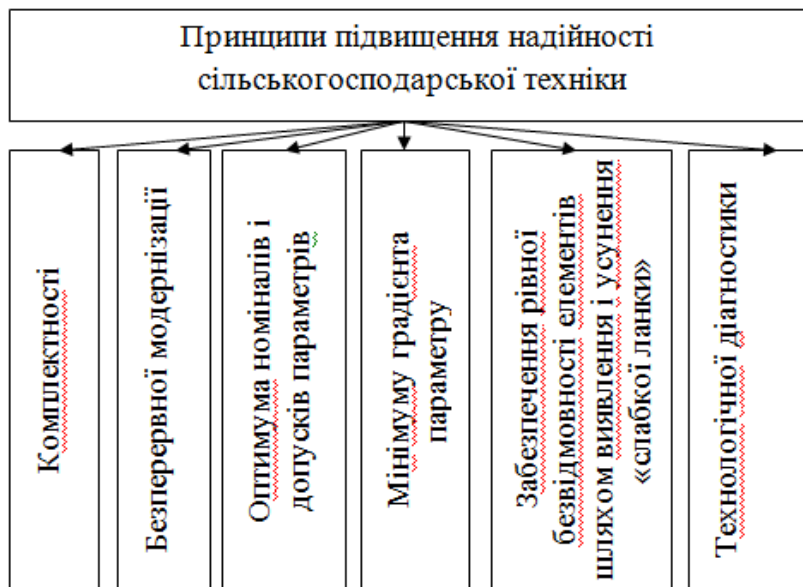 Принципи підвищення надійності
сільськогосподарської техніки
Комплектності
Безперервної модернізації
Оптимума номіналів і
допусків параметрів
Мінімуму градієнта
параметру
Забезпечення рівної
безвідмовності елементів
шляхом виявлення і усунення
«слабкої ланки»
Технологічної діагностики